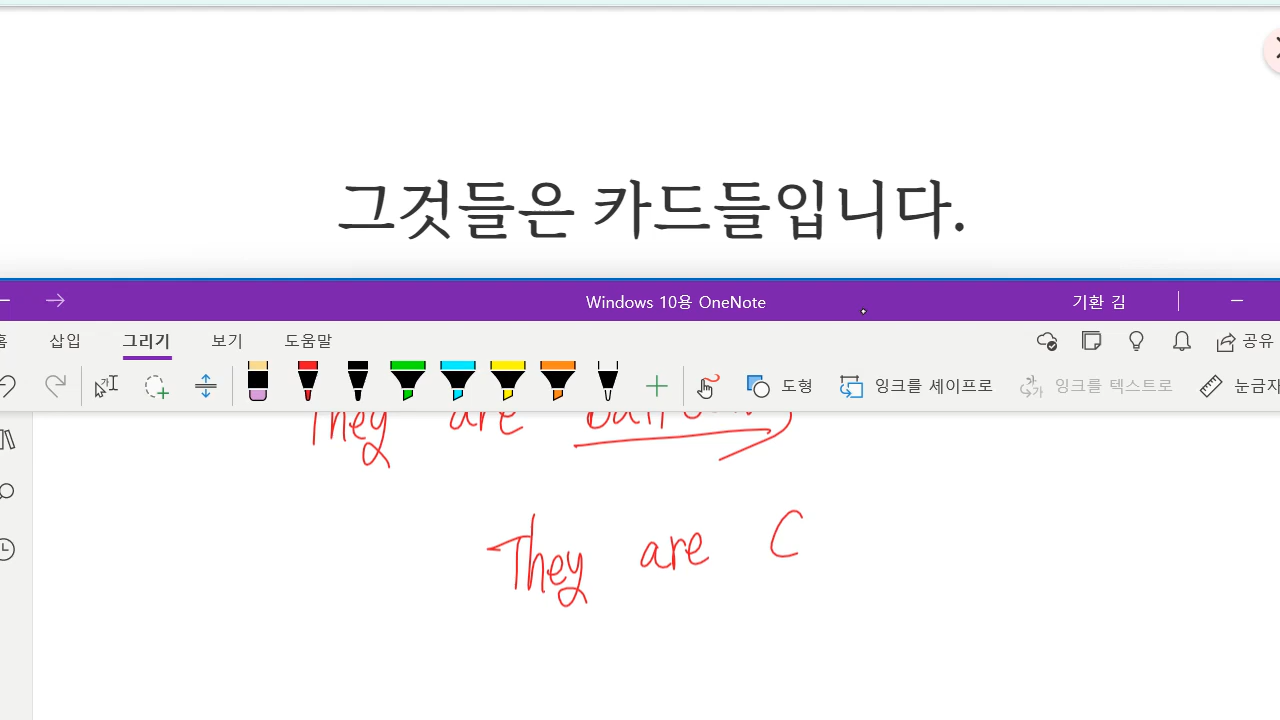 그것들은 카드들입니다.
Windows 10용 OneNote
기환 김
삽입 그리기 보기 도움말
공유
도형 잉크를 셰이프로 잉크를 텍스트로
They are
They are C